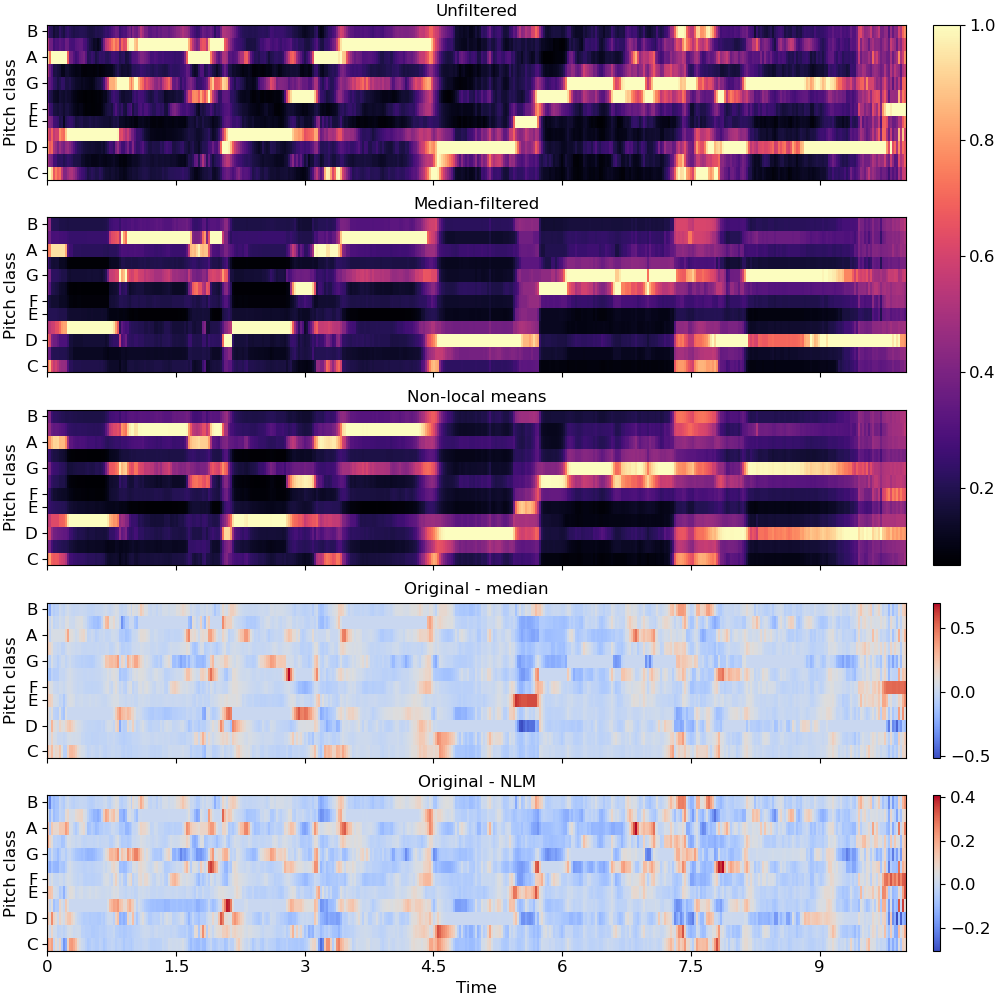 Unfiltered
Pitch class
B
A
G
F
E
D
C
1.0
0.8
0.6
0.4
0.2
Median-filtered
Pitch class
B
A
G
F
E
D
C
Non-local means
Pitch class
B
A
G
F
E
D
C
Original - median
Pitch class
B
A
G
F
E
D
C
0.5
0.0
−0.5
Original - NLM
Pitch class
B
A
G
F
E
D
C
0.4
0.2
0.0
−0.2
0 1.5 3 4.5 6 7.5 9
Time